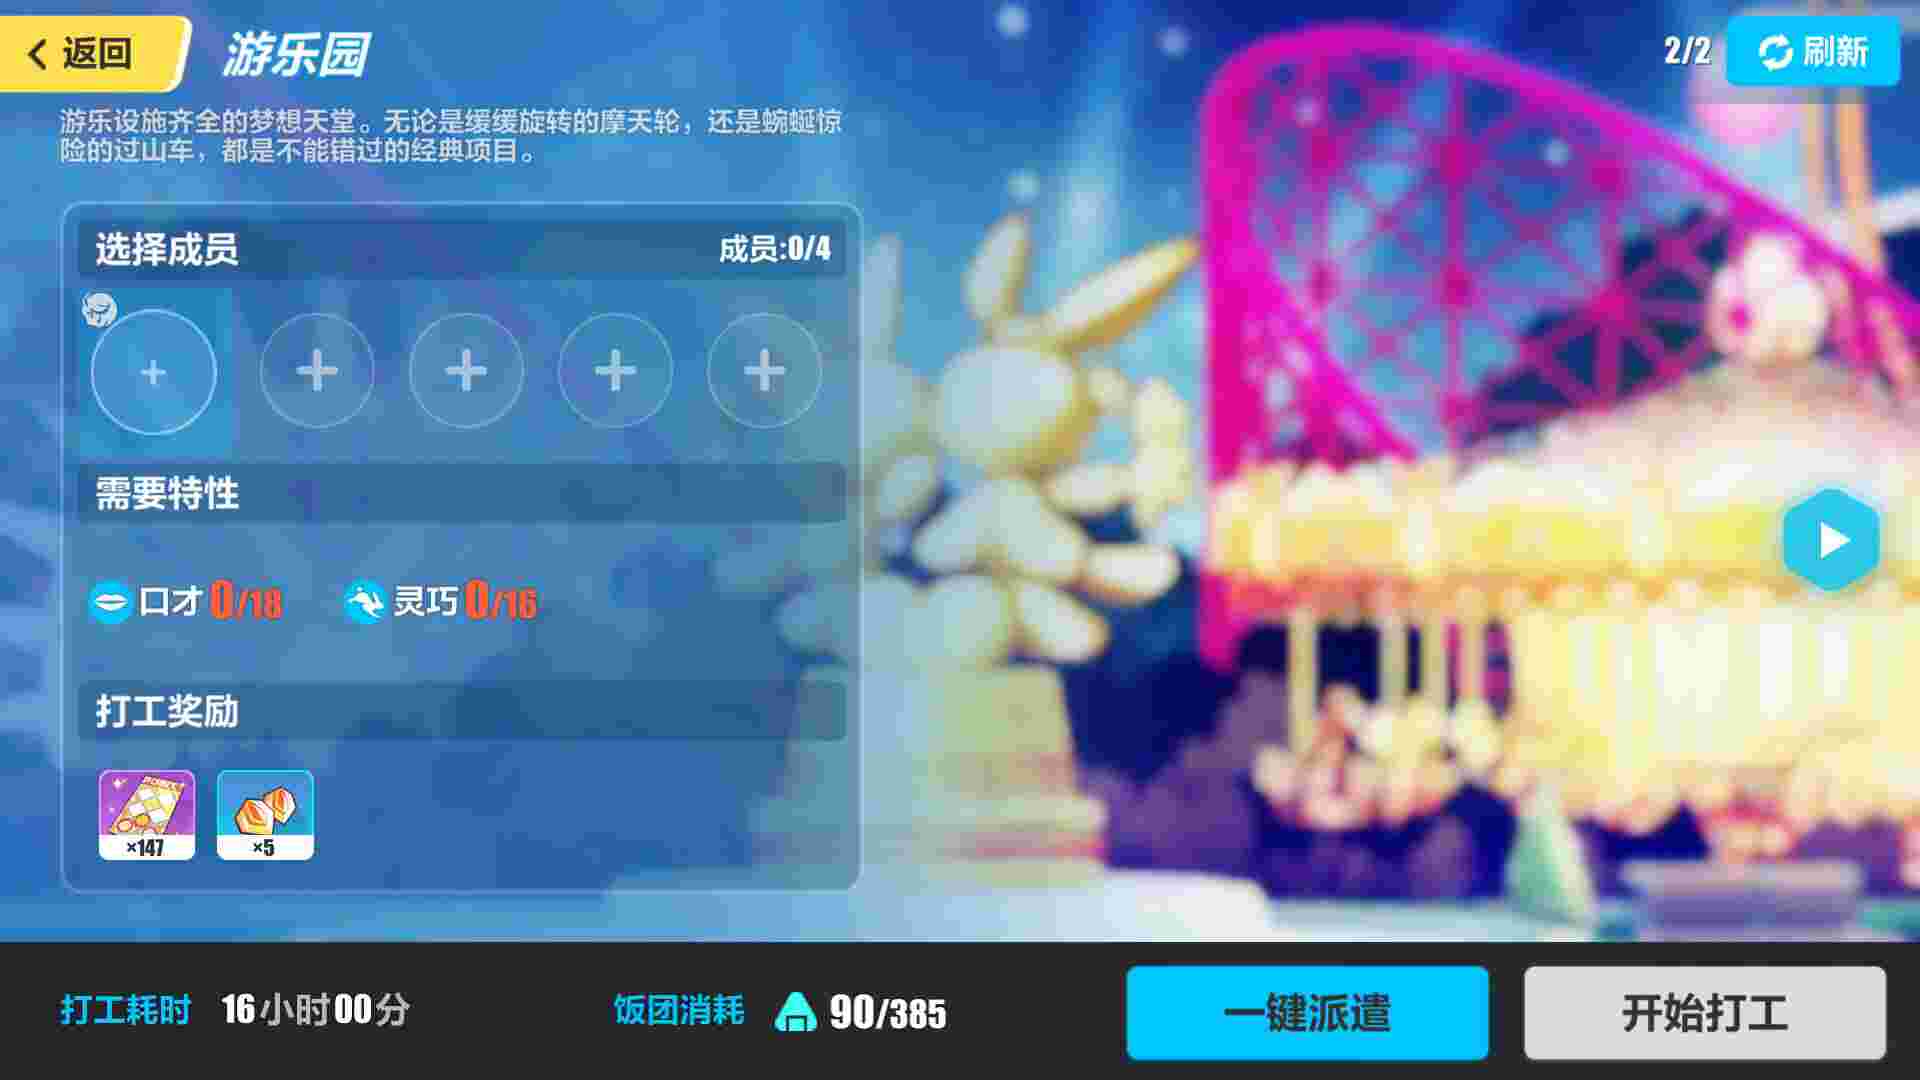 返回
游乐园
2/2
刷新
游乐设施齐全的梦想天堂。无论是缓缓旋转的摩天轮，还是蜿蜒惊
险的过山车，都是不能错过的经典项目。
选择成员
成员:0/4
需要特性
口才0/18
灵巧0/16
打工奖励
×147
×5
打工耗时
16小时00分
饭团消耗
90/385
一键派遣
开始打工